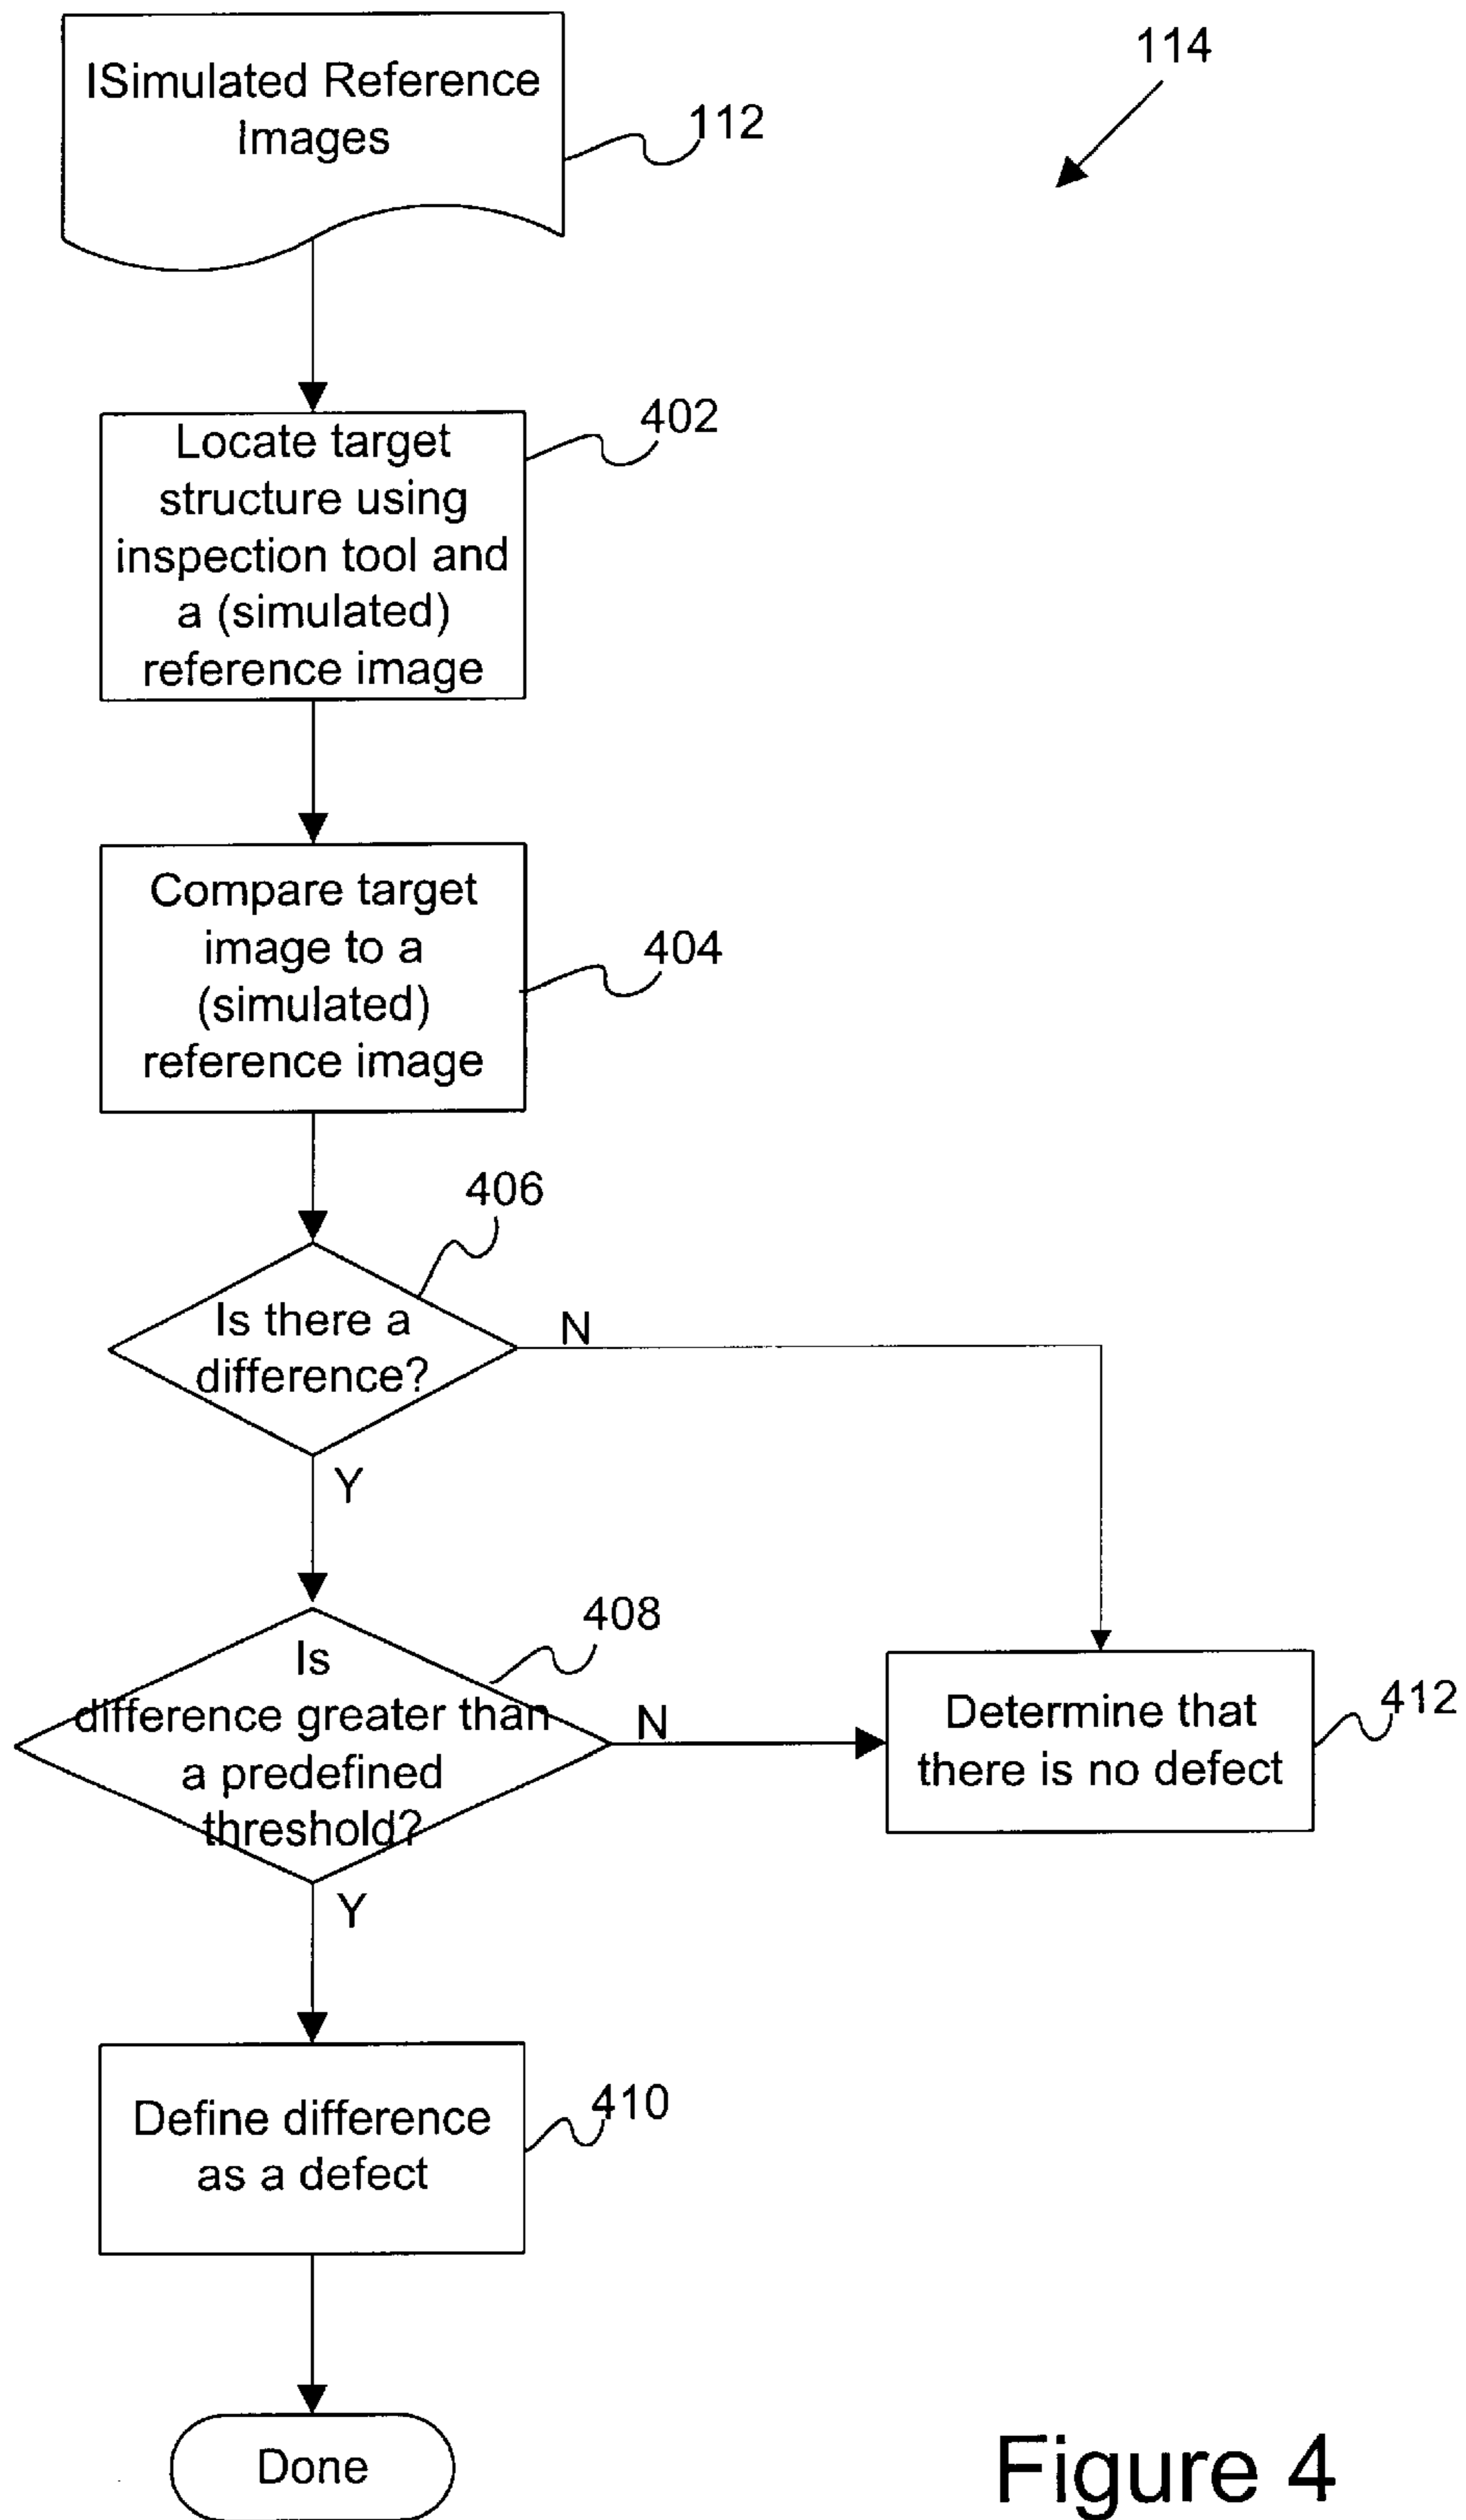 ISimulated Reference
Images
112
114
Locate target
structure using
inspection tool and
a (simulated)
reference image
402
Compare target
image to a
(simulated)
reference image
404
406
Is there a
difference?
N
Y
408
Is
difference greater than
a predefined
threshold?
N
Y
Determine that
there is no defect
412
Define difference
as a defect
410
Done
Figure 4